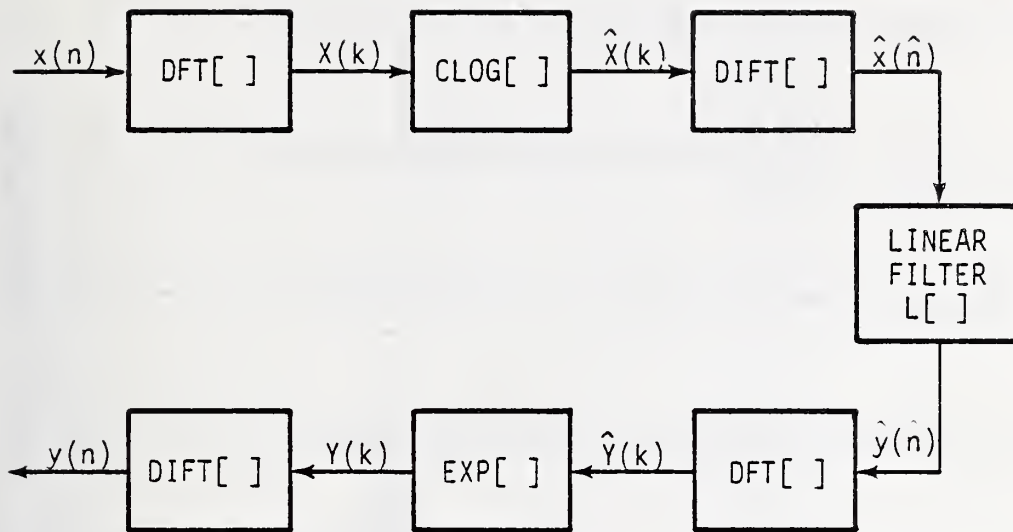 x(n)
DFT[ ]
X(k)
CLOG[ ]
X̂(k)
DIFT[ ]
x̂(n̂)
LINEAR
FILTER
L[ ]
ŷ(n̂)
DFT[ ]
Ŷ(k)
EXP[ ]
Y(k)
DIFT[ ]
y(n)